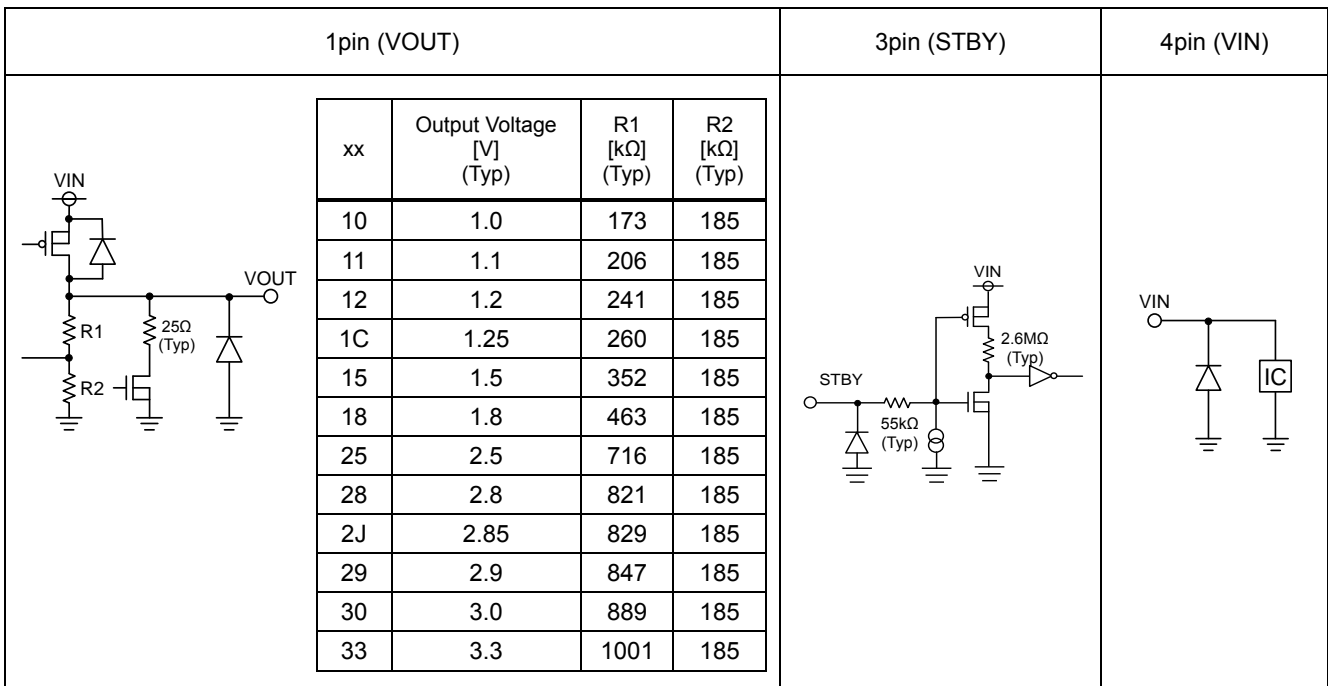 1pin (VOUT)
3pin (STBY)
4pin (VIN)
VIN
VOUT
R1
25Ω
(Typ)
R2
xx
Output Voltage
[V]
(Typ)
R1
[kΩ]
(Typ)
R2
[kΩ]
(Typ)
10 1.0 173 185
11 1.1 206 185
12 1.2 241 185
1C 1.25 260 185
15 1.5 352 185
18 1.8 463 185
25 2.5 716 185
28 2.8 821 185
2J 2.85 829 185
29 2.9 847 185
30 3.0 889 185
33 3.3 1001 185
VIN
2.6MΩ
(Typ)
STBY
55kΩ
(Typ)
VIN
IC